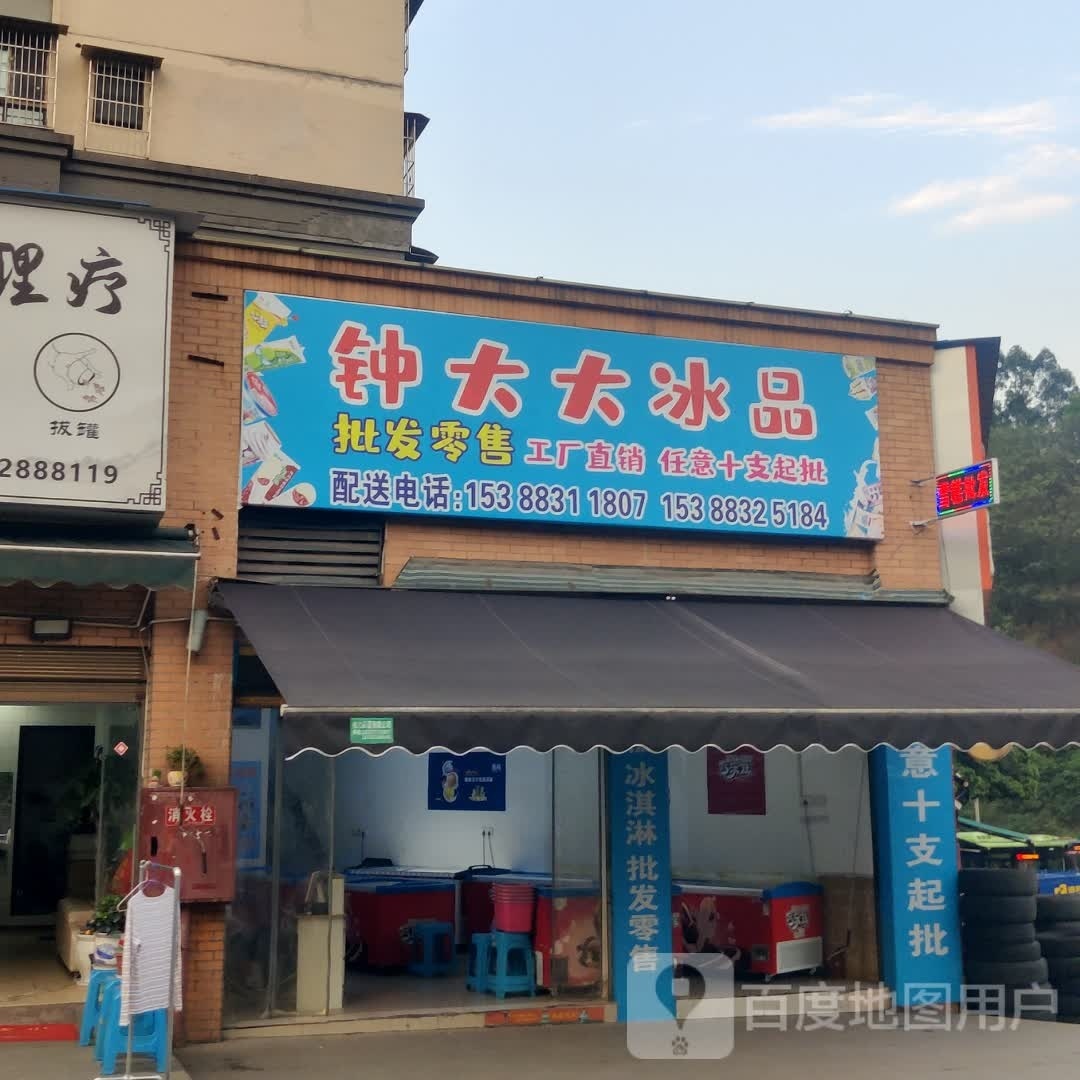 理疗
拔罐
2888119
钟大大冰品
批发零售 工厂直销 任意十支起批
配送电话:153 8831 1807 153 8832 5184
消火栓
冰淇淋批发零售
意十支起批
百度地图用户